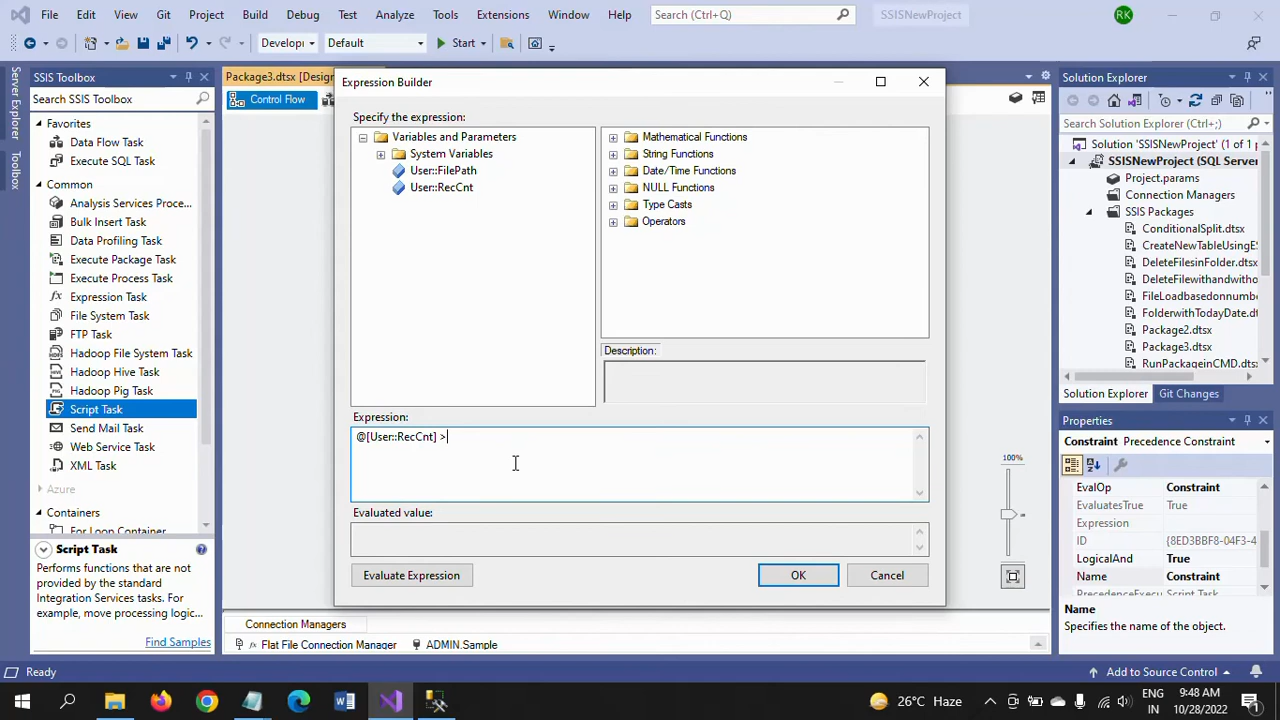 File Edit View Git Project Build Debug Test Analyze Tools Extensions Window Help Search (Ctrl+Q) SSISNewProject RK
Developi Default Start
Server Explorer
Toolbox
SSIS Toolbox
Search SSIS Toolbox
Favorites
Data Flow Task
Execute SQL Task
Common
Analysis Services Proce...
Bulk Insert Task
Data Profiling Task
Execute Package Task
Execute Process Task
Expression Task
File System Task
FTP Task
Hadoop File System Task
Hadoop Hive Task
Hadoop Pig Task
Script Task
Send Mail Task
Web Service Task
XML Task
Azure
Containers
For Loop Container
Script Task
Performs functions that are not
provided by the standard
Integration Services tasks. For
example, move processing logic...
Find Samples
Package3.dtsx [Design
Control Flow
Expression Builder
Specify the expression:
Variables and Parameters
System Variables
User::FilePath
User::RecCnt
Mathematical Functions
String Functions
Date/Time Functions
NULL Functions
Type Casts
Operators
Description:
Expression:
@[User::RecCnt] >
Evaluated value:
Evaluate Expression OK Cancel
100%
Connection Managers
Flat File Connection Manager ADMIN.Sample
Solution Explorer
Search Solution Explorer (Ctrl+;)
Solution 'SSISNewProject' (1 of 1 p
SSISNewProject (SQL Server
Project.params
Connection Managers
SSIS Packages
ConditionalSplit.dtsx
CreateNewTableUsingE
DeleteFilesinFolder.dtsx
DeleteFilewithandwitho
FileLoadbasedonnumbe
FolderwithTodayDate.d
Package2.dtsx
Package3.dtsx
RunPackageinCMD.dtsx
Solution Explorer Git Changes
Properties
Constraint Precedence Constraint
EvalOp Constraint
EvaluatesTrue True
Expression
ID {8ED3BBF8-04F3-4
LogicalAnd True
Name Constraint
PrecedenceExecu Script Task
Name
Specifies the name of the object.
Ready Add to Source Control
26°C Haze ENG 9:48 AM
IN 10/28/2022 1